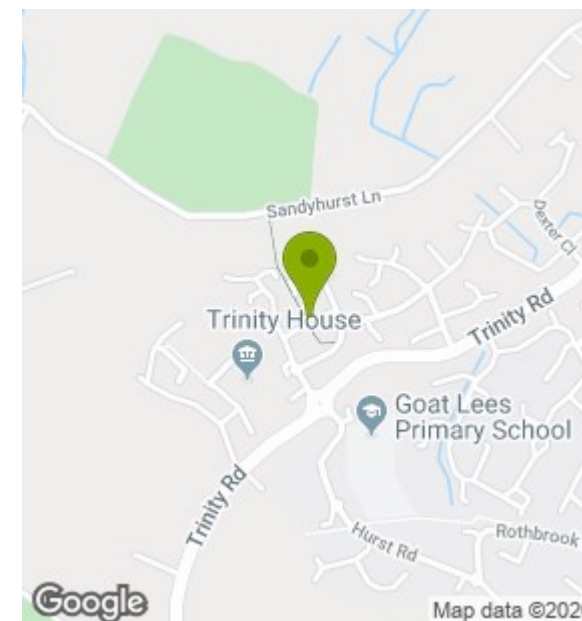 Sandyhurst Ln
Dexter Cl
Trinity Rd
Trinity House
Goat Lees
Primary School
Trinity Rd
Hurst Rd
Rothbrook
Google
Map data ©2020